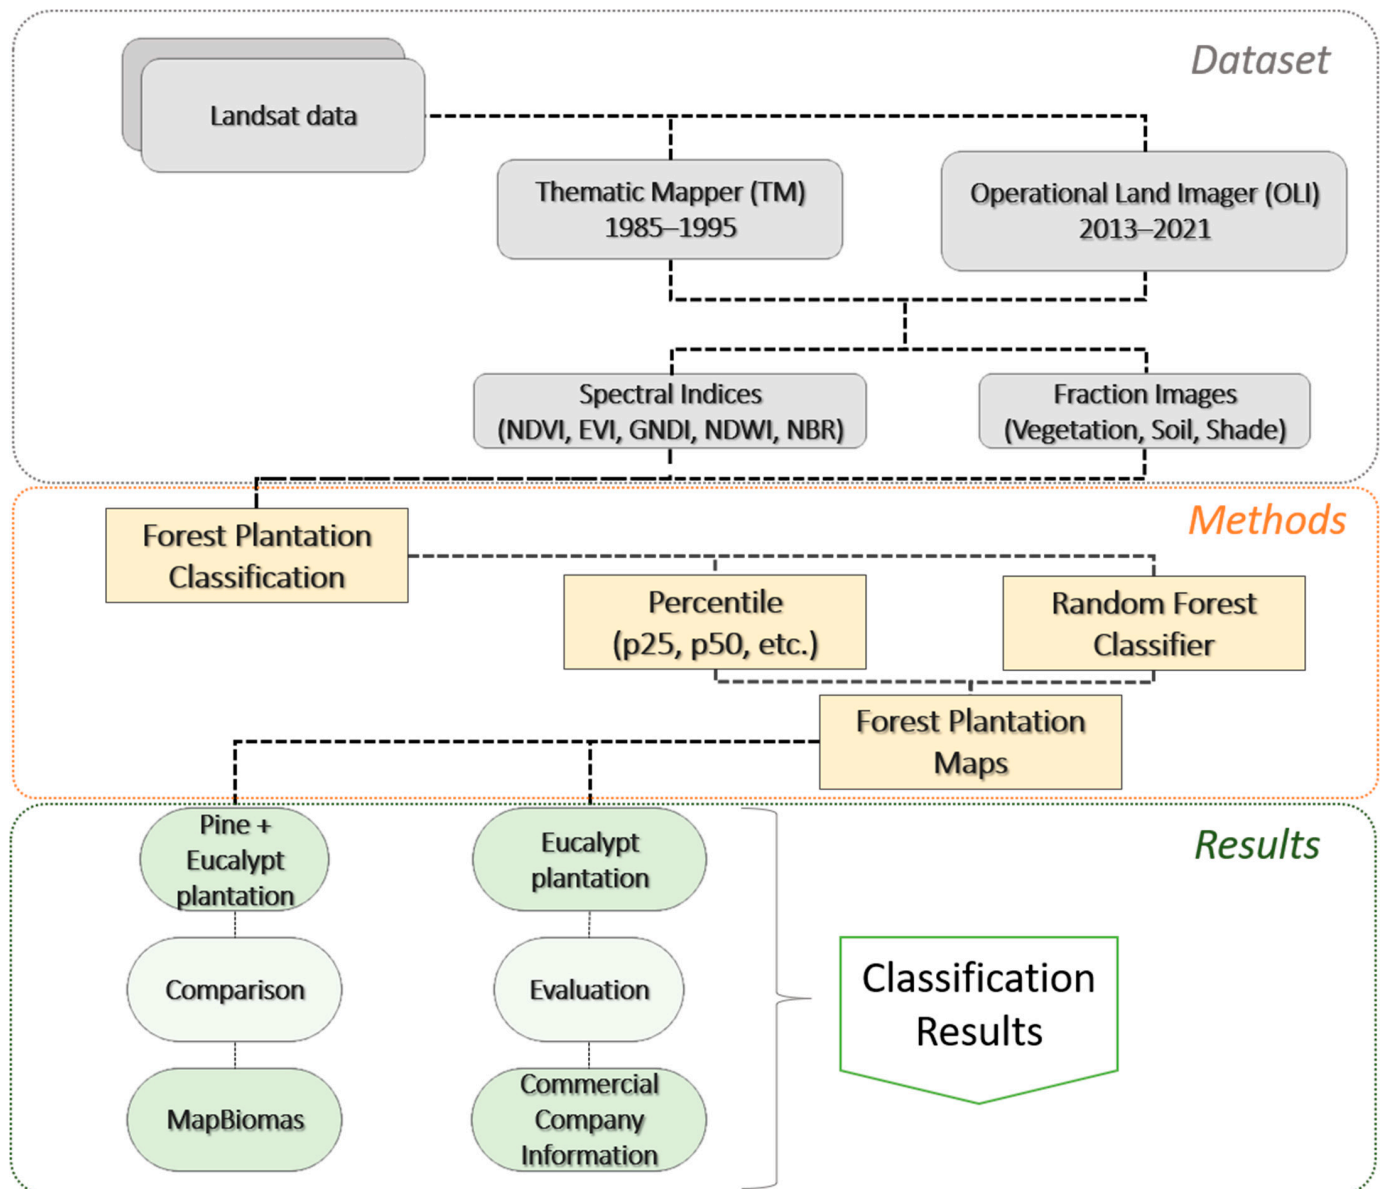 Dataset
Landsat data
Thematic Mapper (TM)
1985–1995
Operational Land Imager (OLI)
2013–2021
Spectral Indices
(NDVI, EVI, GNDI, NDWI, NBR)
Fraction Images
(Vegetation, Soil, Shade)
Methods
Forest Plantation
Classification
Percentile
(p25, p50, etc.)
Random Forest
Classifier
Forest Plantation
Maps
Results
Pine +
Eucalypt
plantation
Eucalypt
plantation
Comparison
Evaluation
MapBiomas
Commercial
Company
Information
Classification
Results